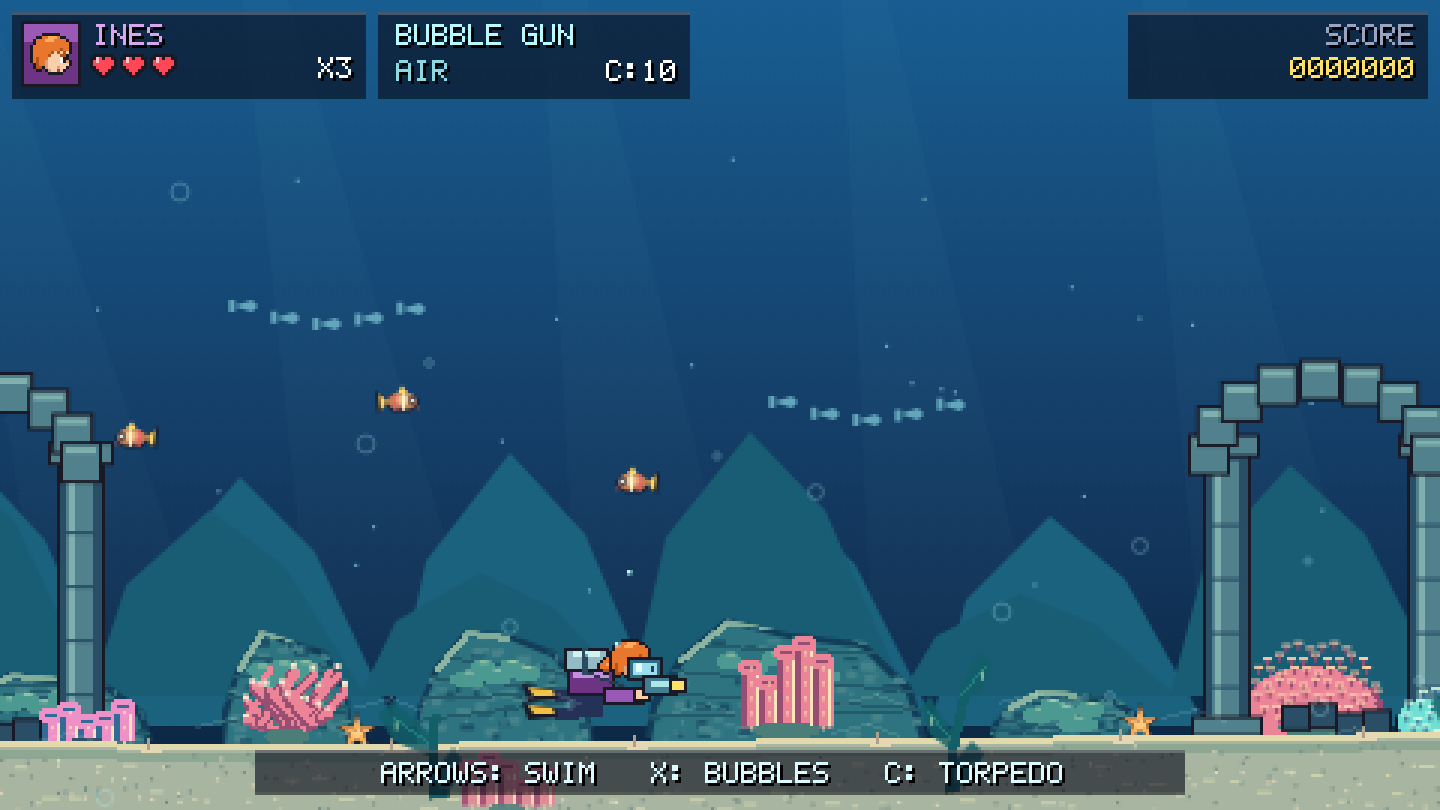 INES
X3
BUBBLE GUN
AIR C:10
SCORE
0000000
ARROWS: SWIM X: BUBBLES C: TORPEDO